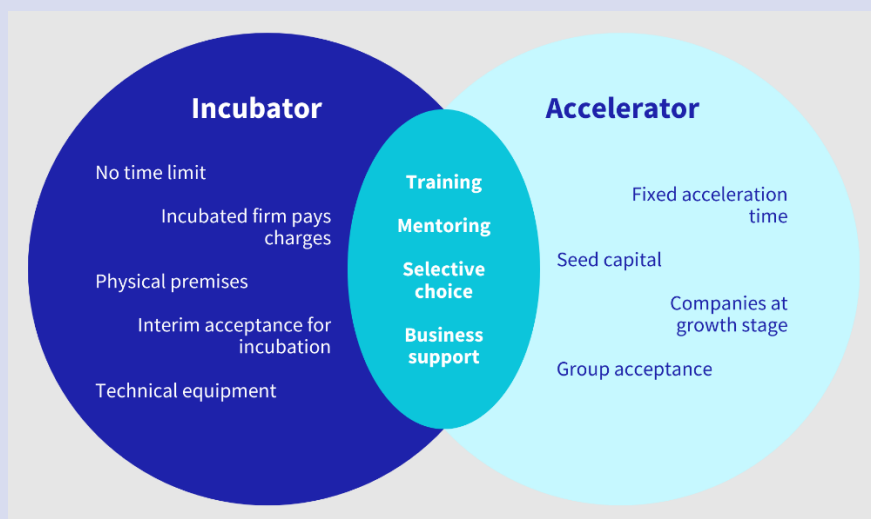 Incubator
No time limit
Incubated firm pays
charges
Physical premises
Interim acceptance for
incubation
Technical equipment
Training
Mentoring
Selective
choice
Business
support
Accelerator
Fixed acceleration
time
Seed capital
Companies at
growth stage
Group acceptance